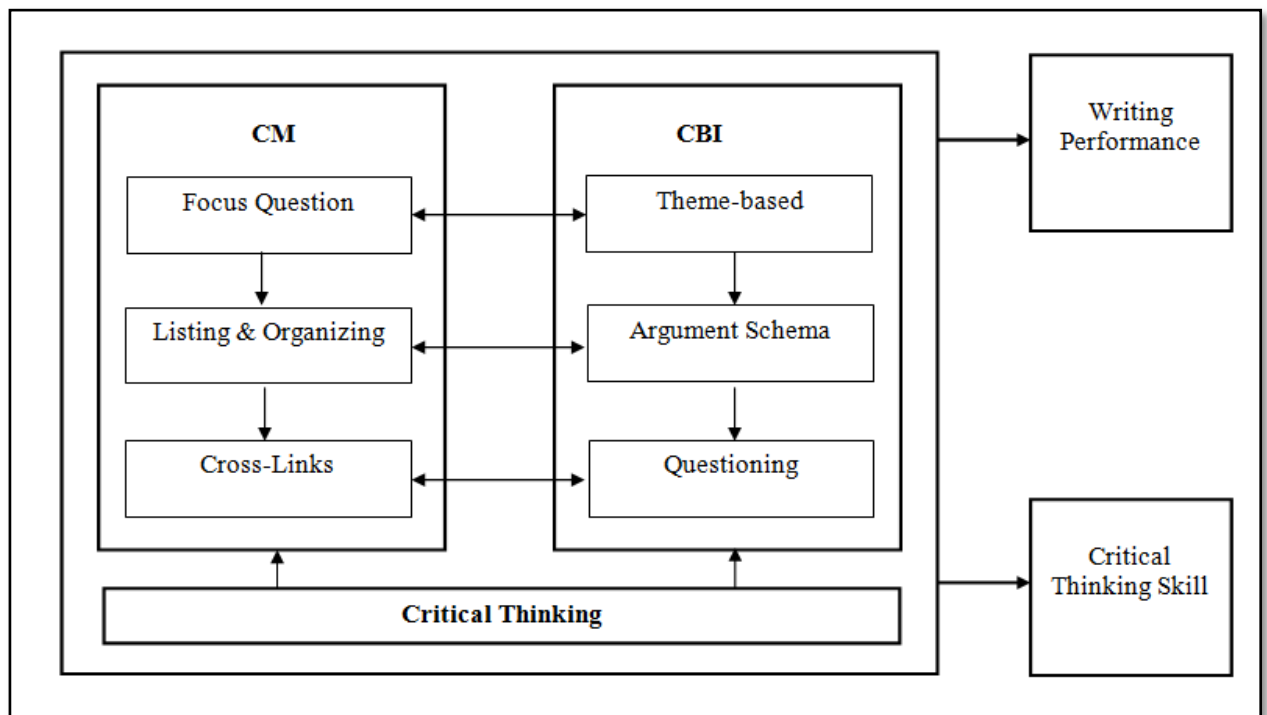 CM
Focus Question
Listing & Organizing
Cross-Links
CBI
Theme-based
Argument Schema
Questioning
Critical Thinking
Writing
Performance
Critical
Thinking Skill